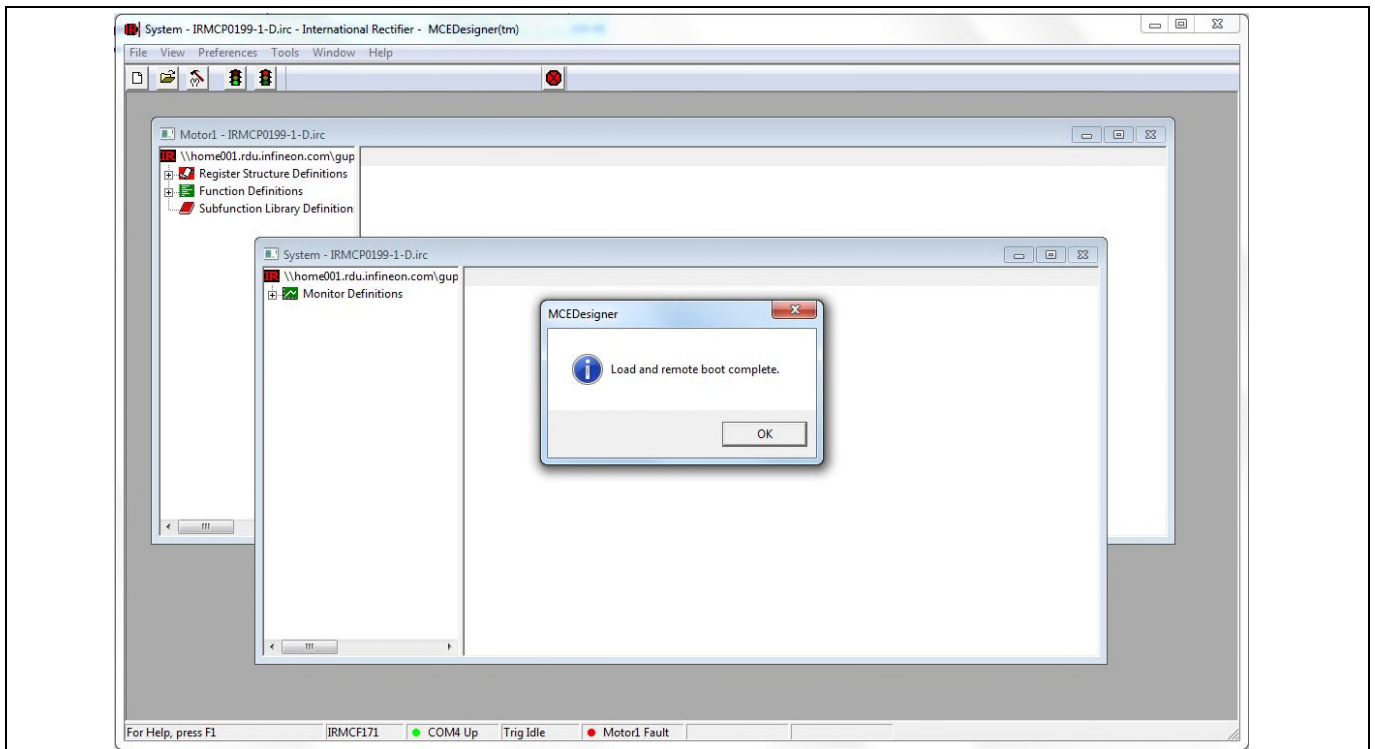 System - IRMCP0199-1-D.irc - International Rectifier - MCEDesigner(tm)
File View Preferences Tools Window Help
Motor1 - IRMCP0199-1-D.irc
IR \\home001.rdu.infineon.com\gup
Register Structure Definitions
Function Definitions
Subfunction Library Definition
System - IRMCP0199-1-D.irc
IR \\home001.rdu.infineon.com\gup
Monitor Definitions
MCEDesigner
Load and remote boot complete.
OK
For Help, press F1 IRMCF171 COM4 Up Trig Idle Motor1 Fault